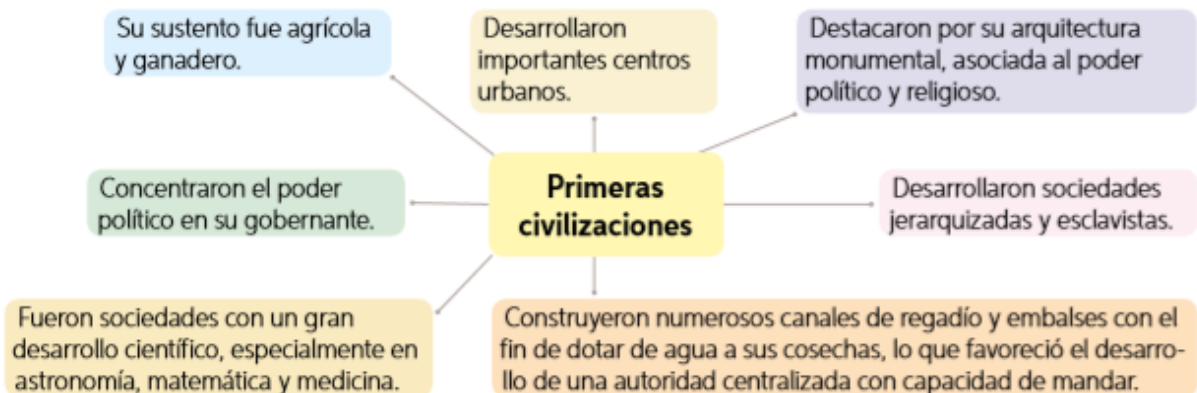 Su sustento fue agrícola
y ganadero.
Desarrollaron
importantes centros
urbanos.
Destacaron por su arquitectura
monumental, asociada al poder
político y religioso.
Concentraron el poder
político en su gobernante.
Primeras
civilizaciones
Desarrollaron sociedades
jerarquizadas y esclavistas.
Fueron sociedades con un gran
desarrollo científico, especialmente en
astronomía, matemática y medicina.
Construyeron numerosos canales de regadío y embalses con el
fin de dotar de agua a sus cosechas, lo que favoreció el desarro-
llo de una autoridad centralizada con capacidad de mandar.